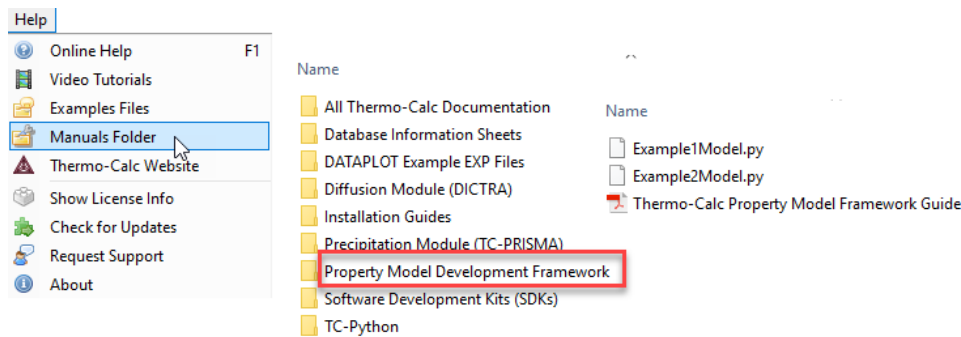 Help
Online Help F1
Video Tutorials
Examples Files
Manuals Folder
Thermo-Calc Website
Show License Info
Check for Updates
Request Support
About
Name
All Thermo-Calc Documentation
Database Information Sheets
DATAPLOT Example EXP Files
Diffusion Module (DICTRA)
Installation Guides
Precipitation Module (TC-PRISMA)
Property Model Development Framework
Software Development Kits (SDKs)
TC-Python
Name
Example1Model.py
Example2Model.py
Thermo-Calc Property Model Framework Guide